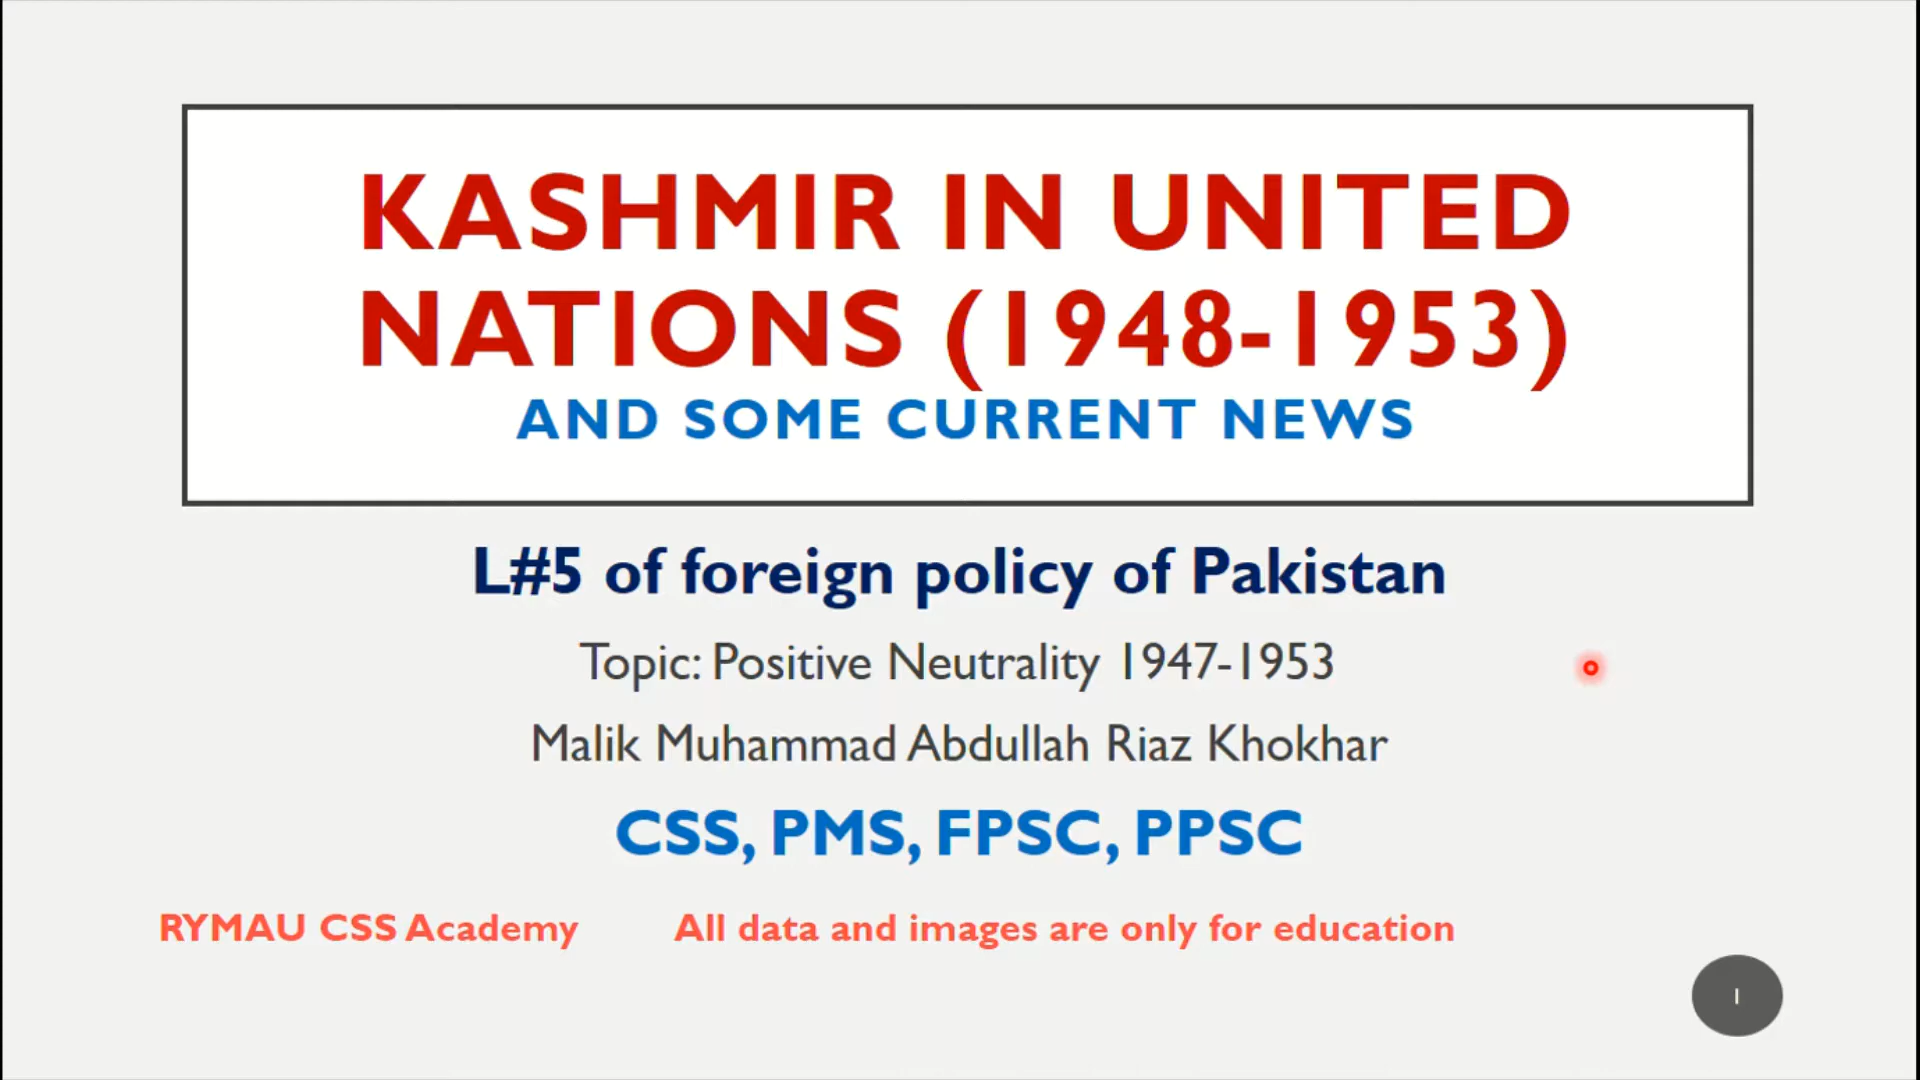 KASHMIR IN UNITED
NATIONS (1948-1953)
AND SOME CURRENT NEWS
L#5 of foreign policy of Pakistan
Topic: Positive Neutrality 1947-1953
Malik Muhammad Abdullah Riaz Khokhar
CSS, PMS, FPSC, PPSC
RYMAU CSS Academy All data and images are only for education
1